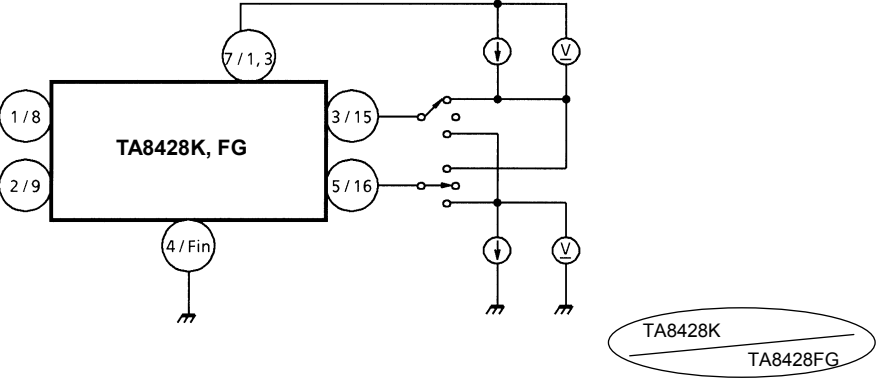 7 / 1, 3
V
1 / 8
3 / 15
TA8428K, FG
2 / 9
5 / 16
4 / Fin
V
TA8428K
TA8428FG